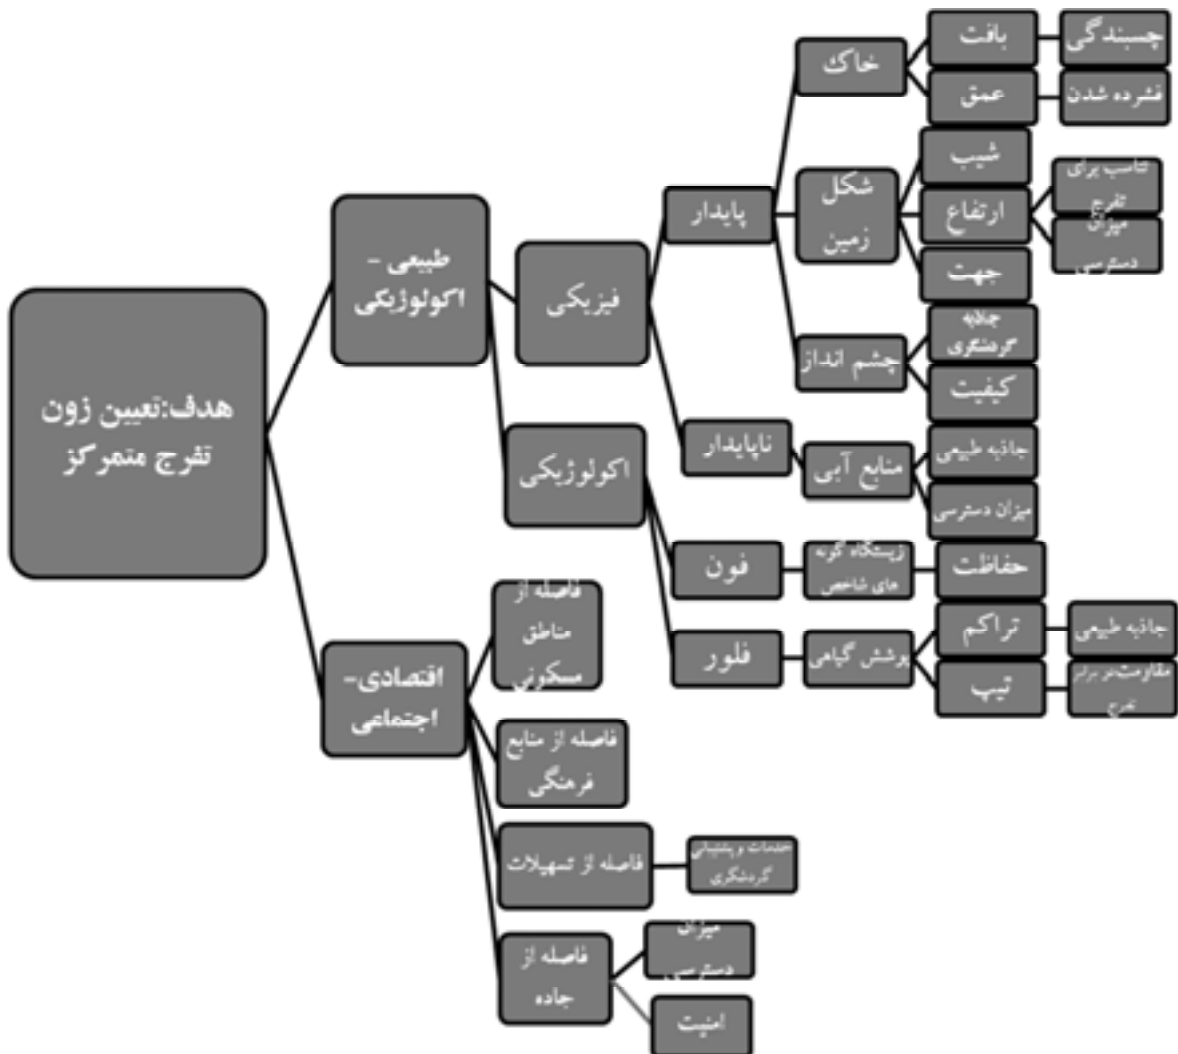 هدف:تعیین زون
تفرج متمرکز
طبیعی -
اکولوژیکی
فیزیکی
پایدار
خاک
بافت
چسبندگی
عمق
فشرده شدن
شکل
زمین
شیب
ارتفاع
تناسب برای
تفرج
میزان
دسترسی
جهت
چشم انداز
جاذبه
گردشگری
کیفیت
ناپایدار
منابع آبی
جاذبه طبیعی
میزان دسترسی
اکولوژیکی
فون
زیستگاه گونه
های شاخص
حفاظت
فلور
پوشش گیاهی
تراکم
جاذبه طبیعی
تیپ
مقاومت در برابر
تفرج
اقتصادی-
اجتماعی
فاصله از
مناطق
مسکونی
فاصله از منابع
فرهنگی
فاصله از تسهیلات
خدمات و پشتیبانی
گردشگری
فاصله از
جاده
میزان
دسترسی
امنیت